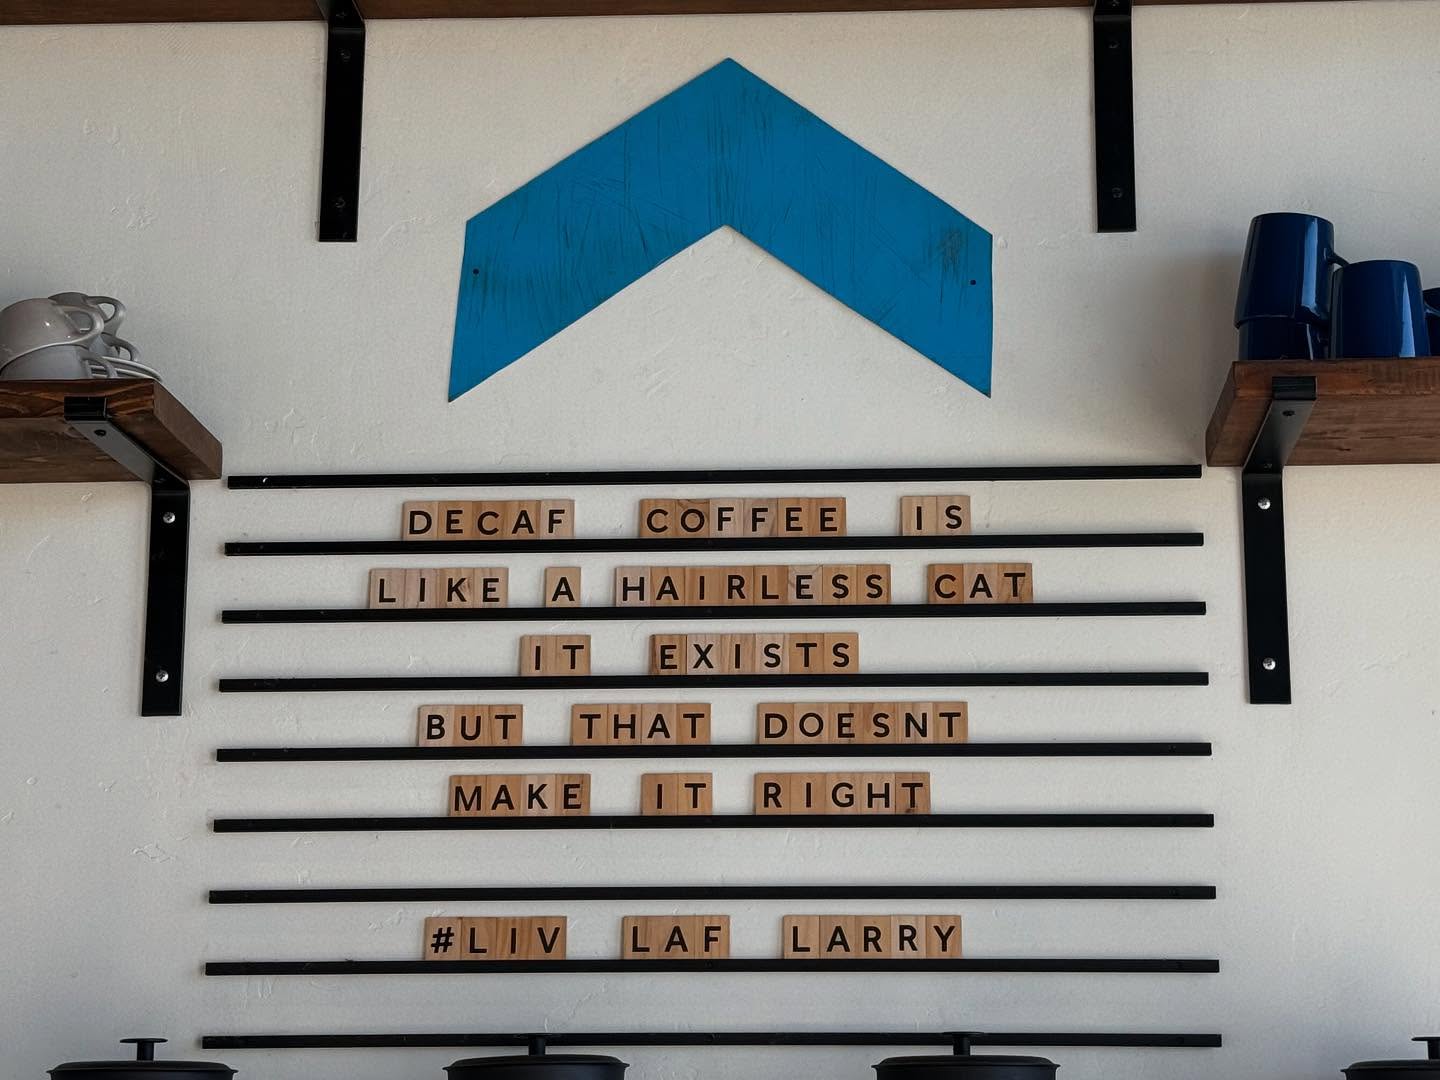 DECAF COFFEE IS
LIKE A HAIRLESS CAT
IT EXISTS
BUT THAT DOESNT
MAKE IT RIGHT
#LIV LAF LARRY